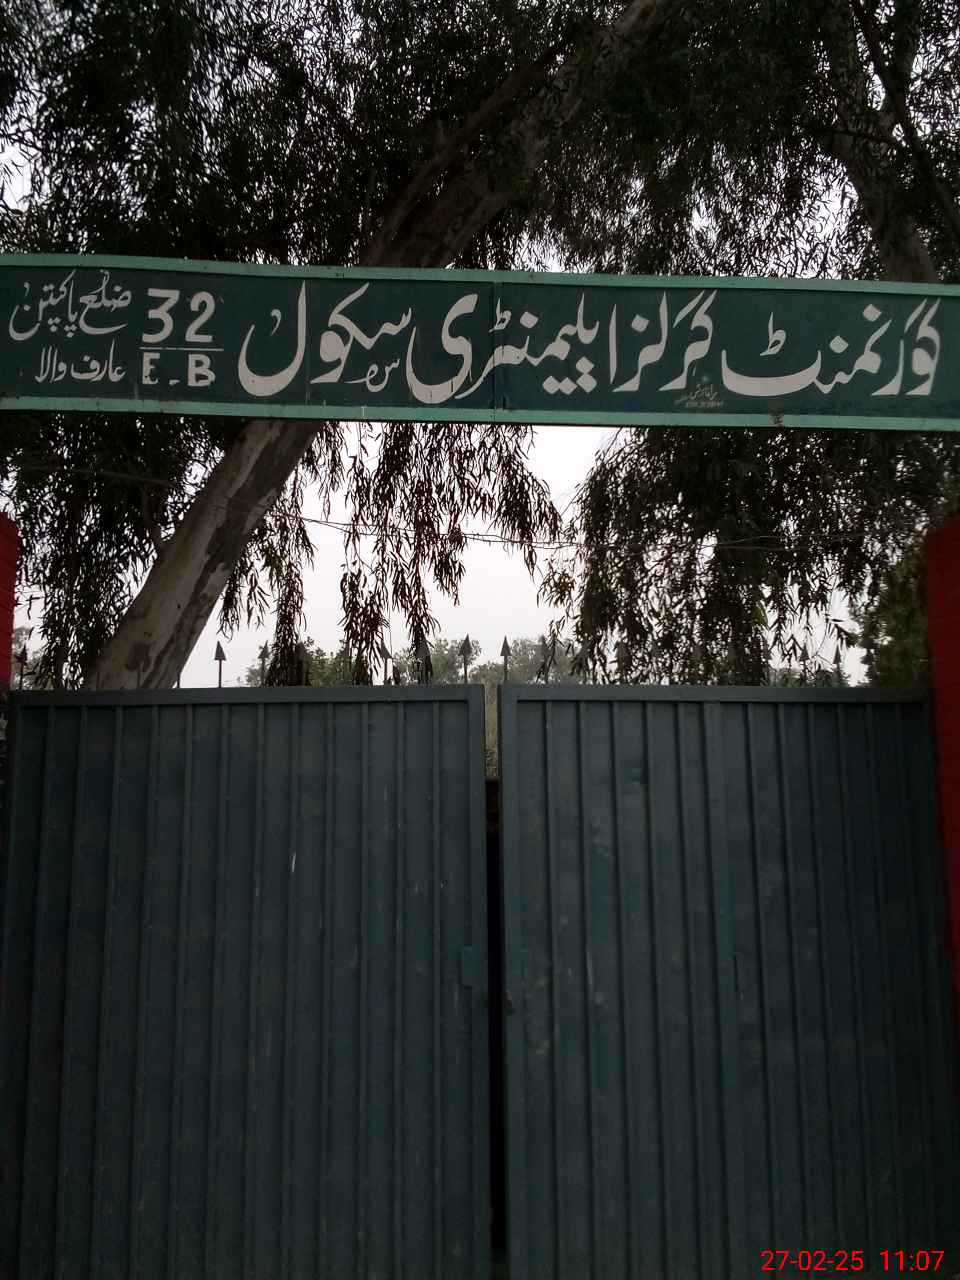 گورنمنٹ گرلز ایلیمنٹری سکول 32/E-B ضلع پاکپتن
عارف والا
27-02-25 11:07